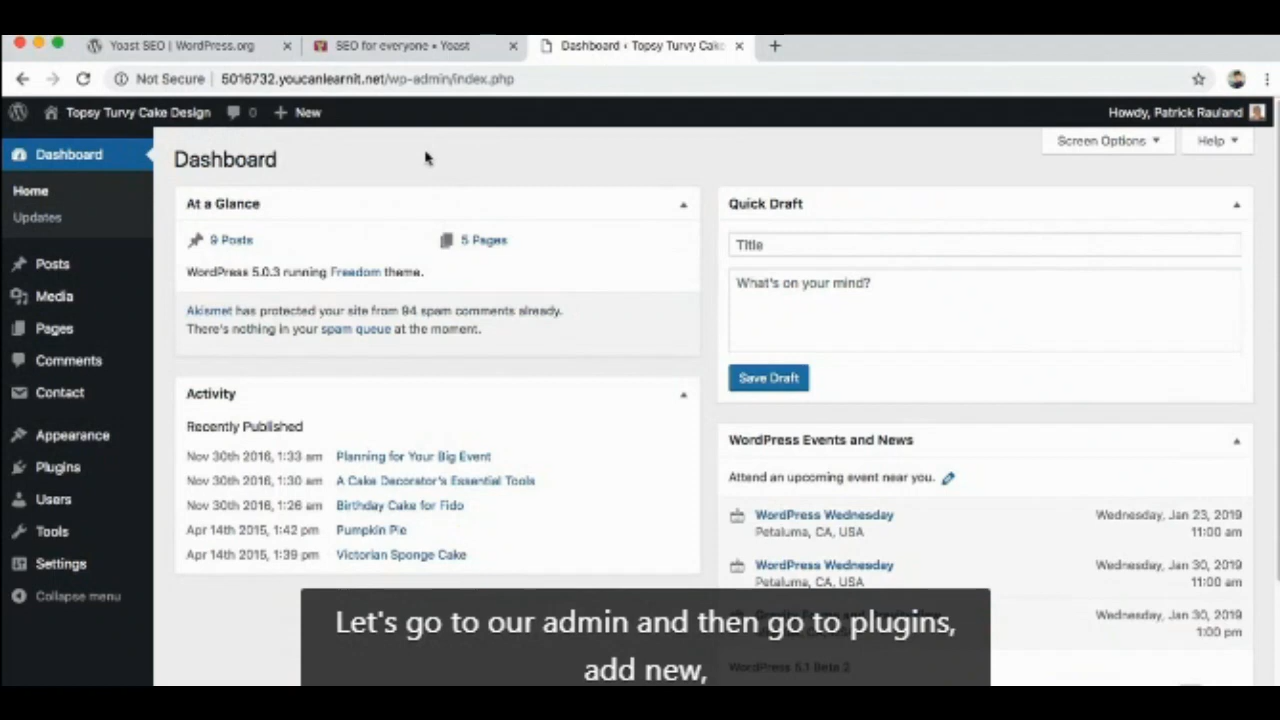 Yoast SEO | WordPress.org
SEO for everyone • Yoast
Dashboard ‹ Topsy Turvy Cake
Not Secure
5016732.youcanlearnit.net/wp-admin/index.php
Topsy Turvy Cake Design
0
New
Howdy, Patrick Rauland
Dashboard
Home
Updates
Posts
Media
Pages
Comments
Contact
Appearance
Plugins
Users
Tools
Settings
Collapse menu
Dashboard
Screen Options
Help
At a Glance
9 Posts
5 Pages
WordPress 5.0.3 running Freedom theme.
Akismet has protected your site from 94 spam comments already.
There's nothing in your spam queue at the moment.
Activity
Recently Published
Nov 30th 2016, 1:33 am Planning for Your Big Event
Nov 30th 2016, 1:30 am A Cake Decorator's Essential Tools
Nov 30th 2016, 1:26 am Birthday Cake for Fido
Apr 14th 2015, 1:42 pm Pumpkin Pie
Apr 14th 2015, 1:39 pm Victorian Sponge Cake
Quick Draft
Title
What's on your mind?
Save Draft
WordPress Events and News
Attend an upcoming event near you.
WordPress Wednesday Wednesday, Jan 23, 2019
Petaluma, CA, USA 11:00 am
WordPress Wednesday Wednesday, Jan 30, 2019
Petaluma, CA, USA 11:00 am
Wednesday, Jan 30, 2019
1:00 pm
WordPress 5.1 Beta 2
Let's go to our admin and then go to plugins,
add new,